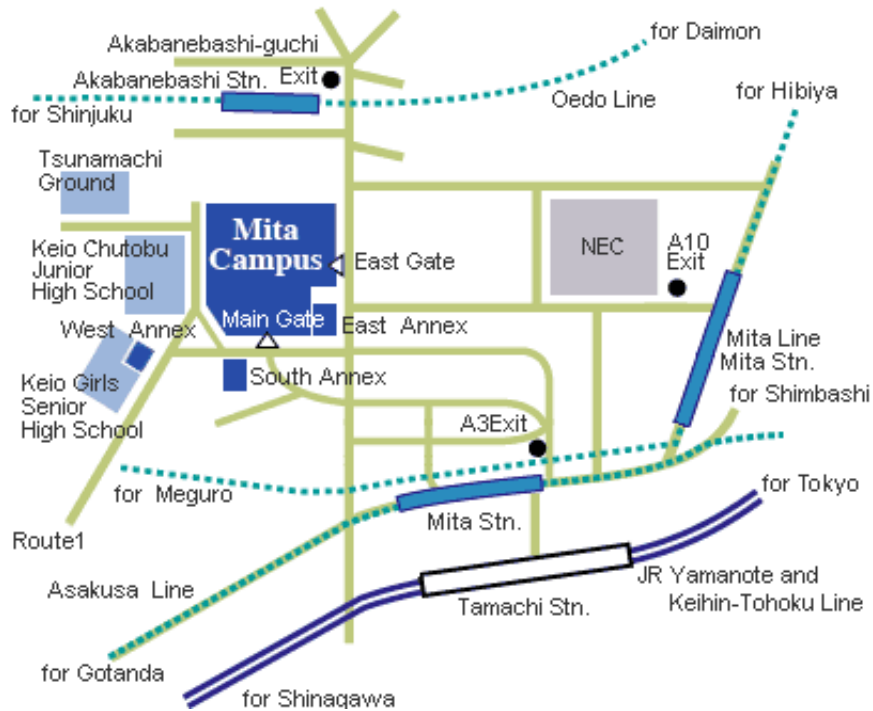 for Daimon
Akabanebashi-guchi
Akabanebashi Stn.
Exit
for Shinjuku
Oedo Line
for Hibiya
Tsunamachi
Ground
Mita
Campus
East Gate
NEC
A10
Exit
Keio Chutobu
Junior
High School
Main Gate
East Annex
West Annex
Mita Line
Mita Stn.
South Annex
for Shimbashi
Keio Girls
Senior
High School
A3Exit
for Meguro
for Tokyo
Mita Stn.
Route1
Asakusa Line
Tamachi Stn.
JR Yamanote and
Keihin-Tohoku Line
for Gotanda
for Shinagawa